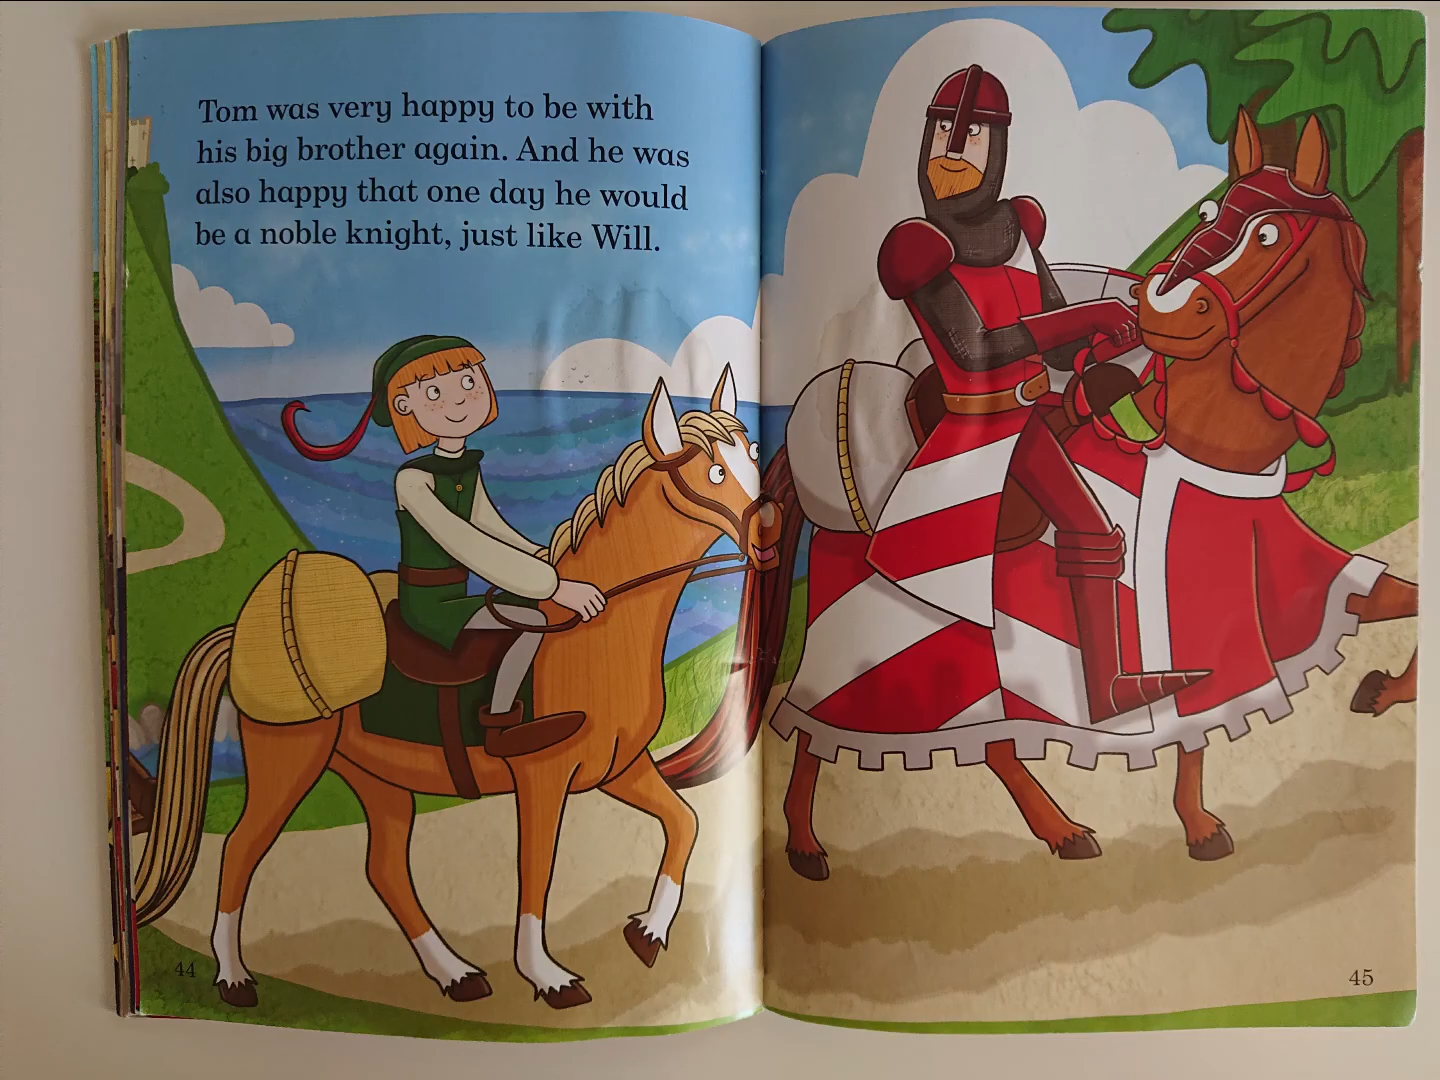 Tom was very happy to be with
his big brother again. And he was
also happy that one day he would
be a noble knight, just like Will.
44
45